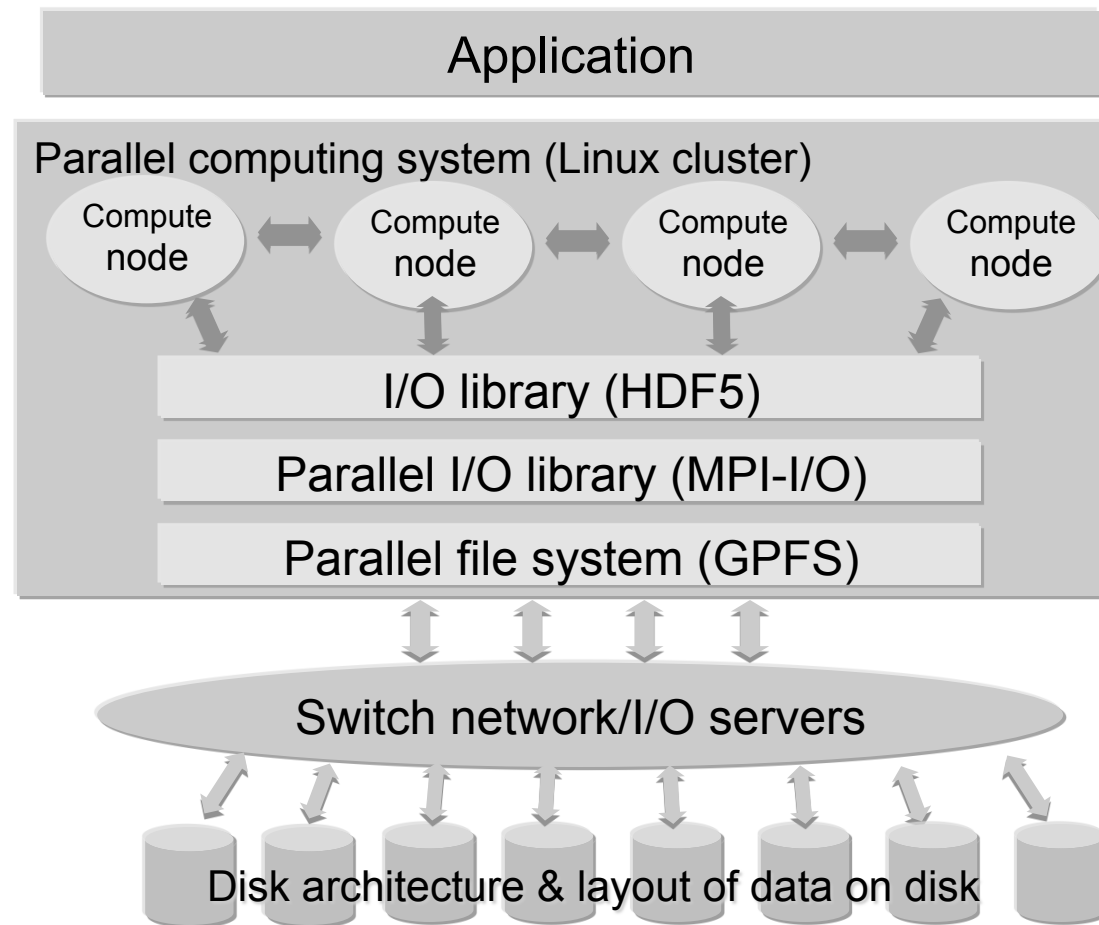 Application
Parallel computing system (Linux cluster)
Compute
node
Compute
node
Compute
node
Compute
node
I/O library (HDF5)
Parallel I/O library (MPI-I/O)
Parallel file system (GPFS)
Switch network/I/O servers
Disk architecture & layout of data on disk